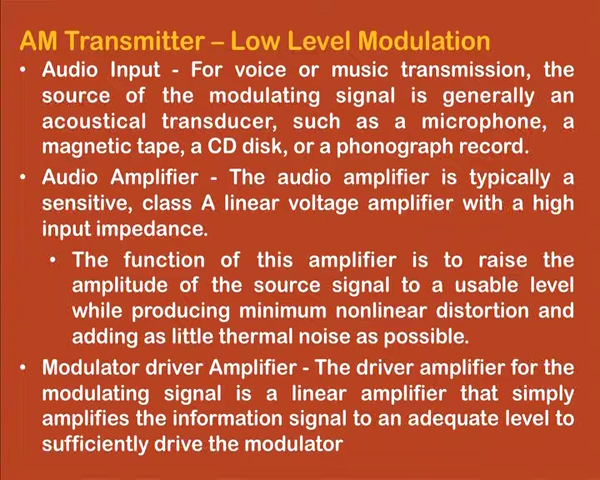 AM Transmitter – Low Level Modulation
• Audio Input - For voice or music transmission, the
source of the modulating signal is generally an
acoustical transducer, such as a microphone, a
magnetic tape, a CD disk, or a phonograph record.
• Audio Amplifier - The audio amplifier is typically a
sensitive, class A linear voltage amplifier with a high
input impedance.
• The function of this amplifier is to raise the
amplitude of the source signal to a usable level
while producing minimum nonlinear distortion and
adding as little thermal noise as possible.
• Modulator driver Amplifier - The driver amplifier for the
modulating signal is a linear amplifier that simply
amplifies the information signal to an adequate level to
sufficiently drive the modulator